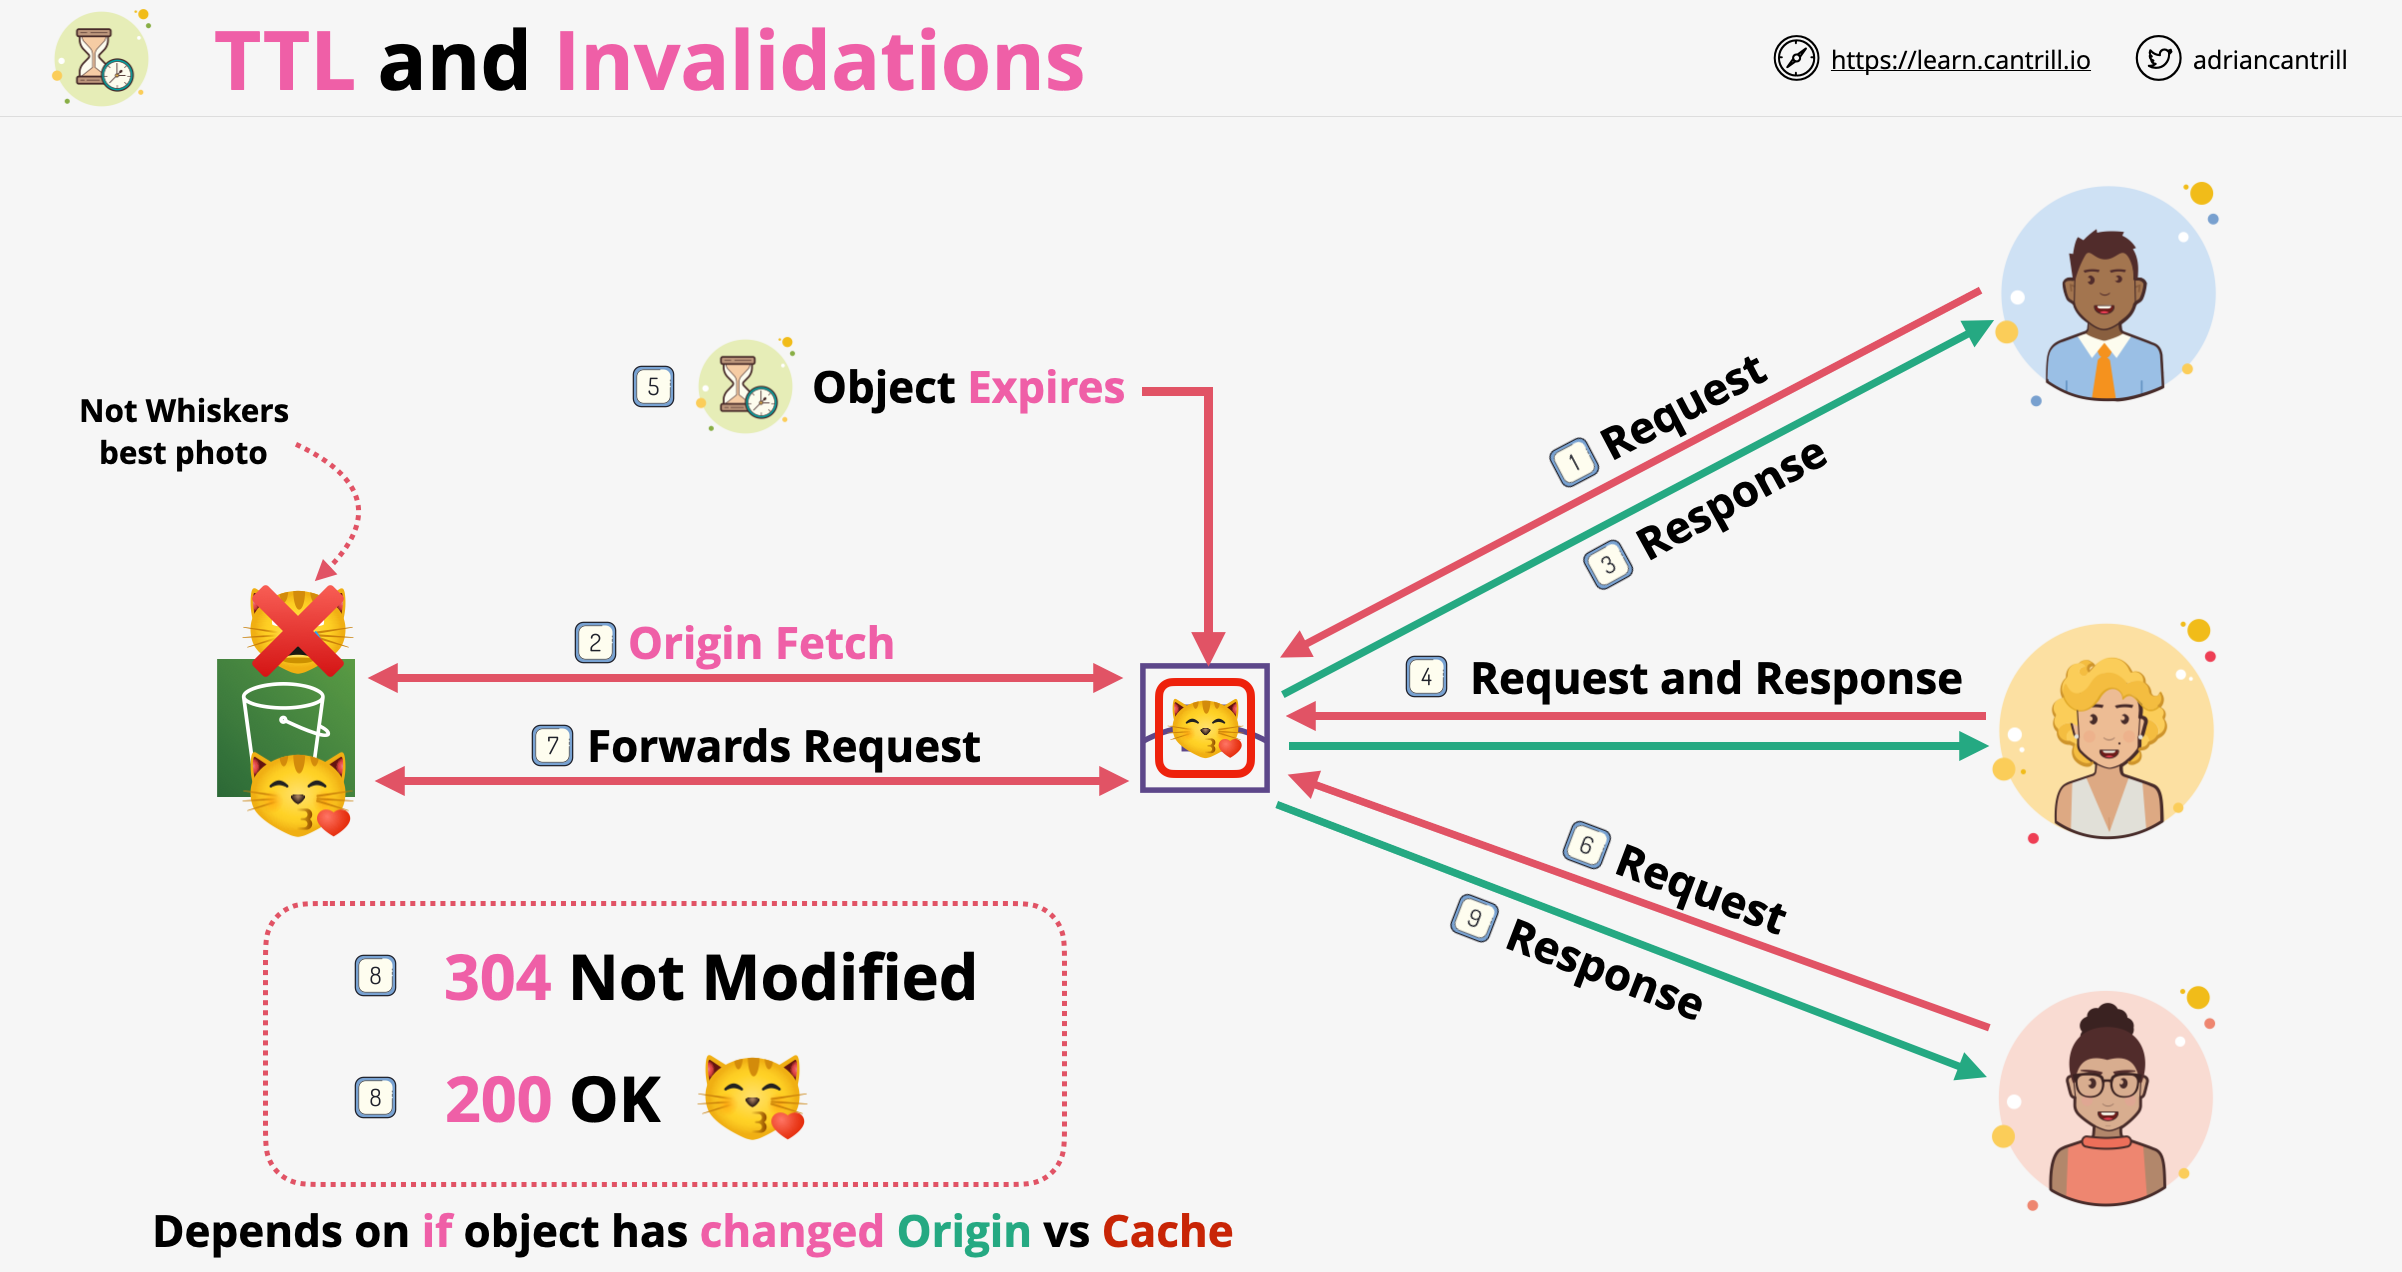 TTL and Invalidations
https://learn.cantrill.io
adriancantrill
5 Object Expires
Not Whiskers
best photo
1 Request
3 Response
2 Origin Fetch
4 Request and Response
7 Forwards Request
6 Request
9 Response
8 304 Not Modified
8 200 OK
Depends on if object has changed Origin vs Cache